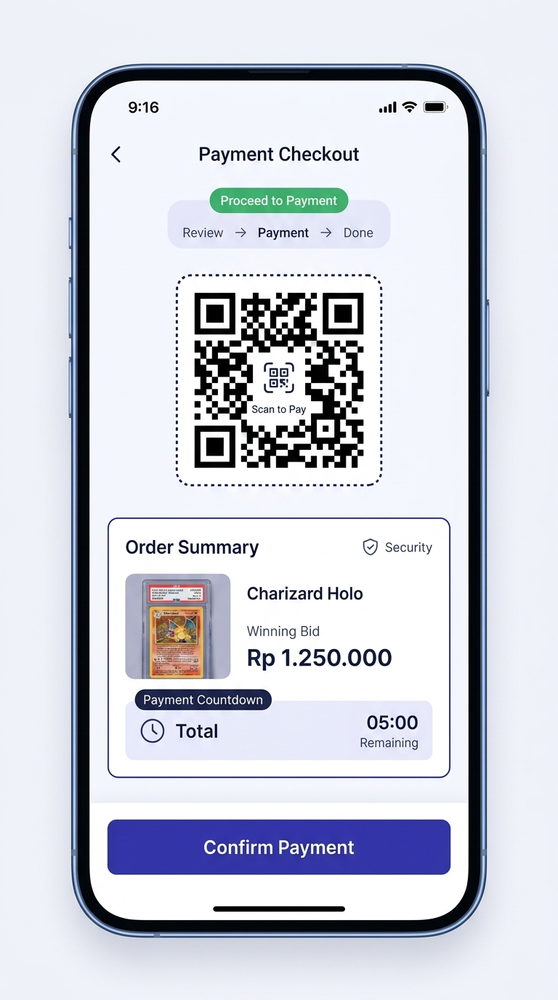 9:16
Payment Checkout
Proceed to Payment
Review → Payment → Done
Scan to Pay
Order Summary
Security
Charizard Holo
Winning Bid
Rp 1.250.000
Payment Countdown
Total
05:00
Remaining
Confirm Payment